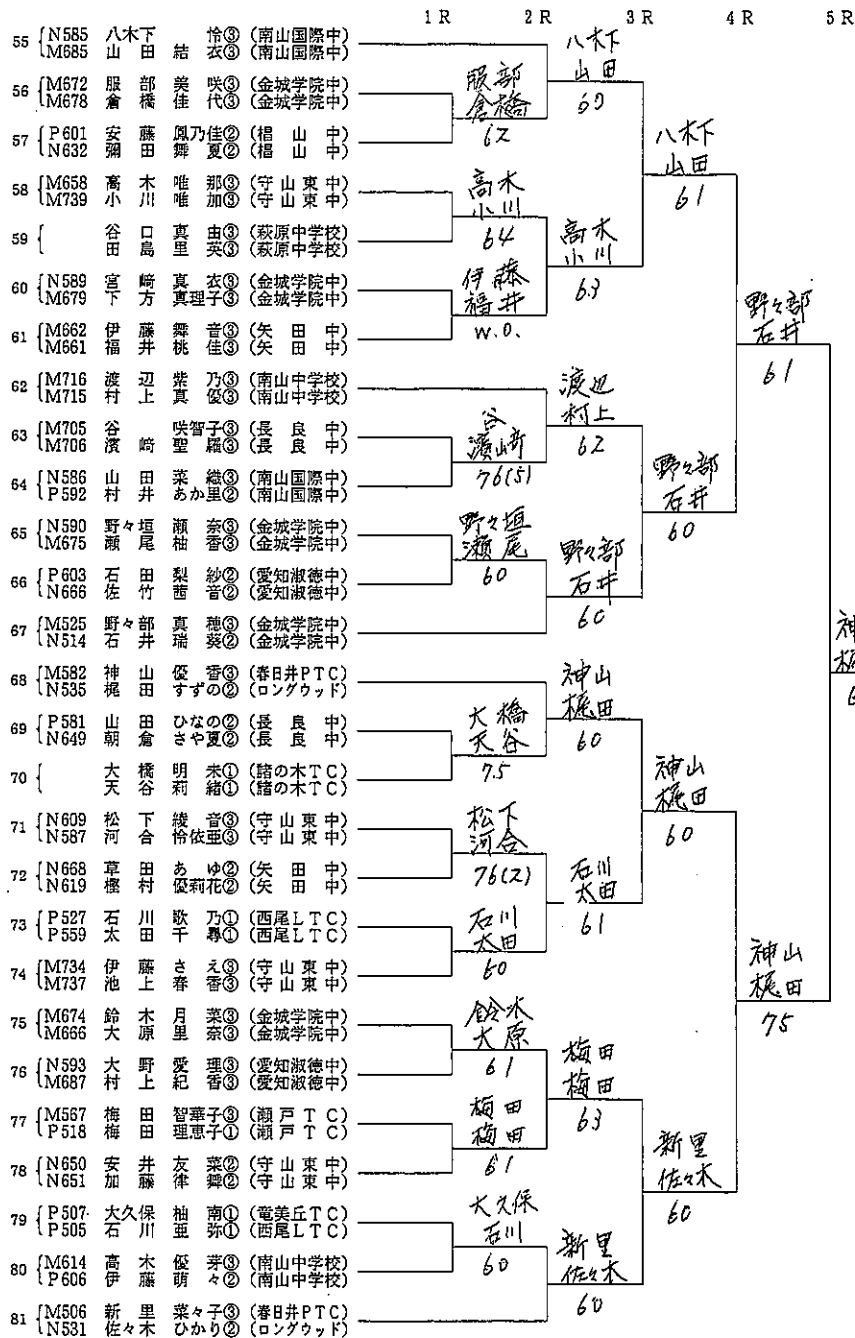 1R 2R 3R 4R 5R
55 N585 八木下 怜③ (南山国際中)
M685 山田結衣③ (南山国際中)
56 M672 服部美咲③ (金城学院中)
M678 倉橋佳代③ (金城学院中)
57 P601 安藤鳳乃佳② (椙山中)
N632 彌田舞夏② (椙山中)
58 M658 高木唯那③ (守山東中)
M739 小川唯加③ (守山東中)
59 谷口真由③ (萩原中学校)
田島里英③ (萩原中学校)
60 N589 宮崎真衣③ (金城学院中)
M679 下方真理子③ (金城学院中)
61 M662 伊藤舞音③ (矢田中)
M661 福井桃佳③ (矢田中)
62 M716 渡辺紫乃③ (南山中学校)
M715 村上真優③ (南山中学校)
63 M705 谷 咲智子③ (長良中)
M706 濱崎聖羅③ (長良中)
64 N586 山田菜織③ (南山国際中)
P592 村井あか里② (南山国際中)
65 N590 野々垣瀬奈③ (金城学院中)
M675 瀬尾柚香③ (金城学院中)
66 P603 石田梨紗② (愛知淑徳中)
N666 佐竹茜音② (愛知淑徳中)
67 M525 野々部真穂③ (金城学院中)
N514 石井瑞葵② (金城学院中)
68 M582 神山優香③ (春日井PTC)
N535 梶田すずの② (ロングウッド)
69 P581 山田ひなの② (長良中)
N649 朝倉さや夏② (長良中)
70 大橋明未① (諸の木TC)
天谷莉緒① (諸の木TC)
71 N609 松下綾音③ (守山東中)
N587 河合怜依亜③ (守山東中)
72 N668 草田あゆ② (矢田中)
N619 樫村優莉花② (矢田中)
73 P527 石川歌乃① (西尾LTC)
P559 太田千尋① (西尾LTC)
74 M734 伊藤さえ③ (守山東中)
M737 池上春香③ (守山東中)
75 M674 鈴木月菜③ (金城学院中)
M666 大原里奈③ (金城学院中)
76 N593 大野愛理③ (愛知淑徳中)
M687 村上紀香③ (愛知淑徳中)
77 M567 梅田智華子③ (瀬戸TC)
P518 梅田理恵子① (瀬戸TC)
78 N650 安井友菜② (守山東中)
N651 加藤律舞② (守山東中)
79 P507 大久保柚南① (竜美丘TC)
P505 石川亜弥① (西尾LTC)
80 M614 高木優芽③ (南山中学校)
P606 伊藤萌々② (南山中学校)
81 M506 新里菜々子③ (春日井PTC)
N531 佐々木ひかり② (ロングウッド)
服部
倉橋
62
高木
小川
64
伊藤
福井
W.O.
谷
濱崎
76(5)
野々垣
瀬尾
60
大橋
天谷
75
松下
河合
76(2)
石川
太田
60
鈴木
大原
61
梅田
梅田
61
大久保
石川
60
八木下
山田
60
高木
小川
63
渡辺
村上
62
野々部
石井
60
神山
梶田
60
石川
太田
61
梅田
梅田
63
新里
佐々木
60
八木下
山田
61
野々部
石井
60
神山
梶田
60
新里
佐々木
60
野々部
石井
61
神山
梶田
75
神
梶
6